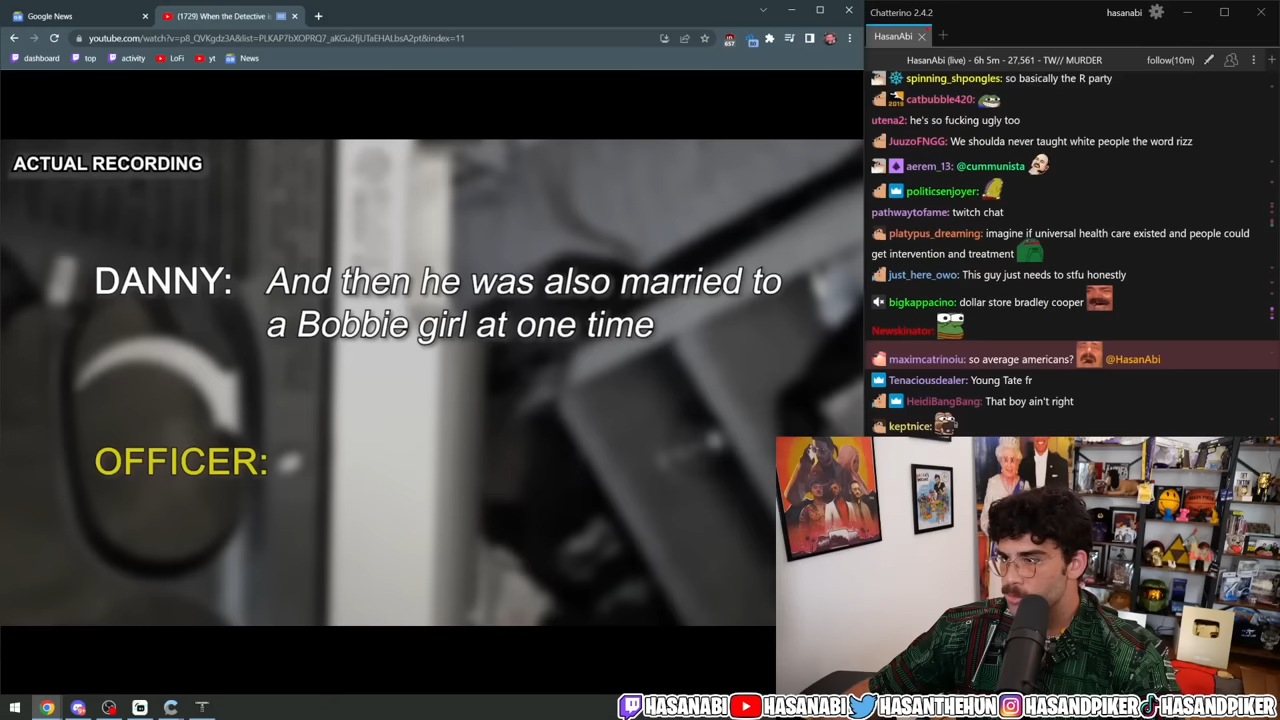 Google News
(1729) When the Detective is
youtube.com/watch?v=p8_QVKgdz3A&list=PLKAP7bXOPRQ7_aKGu2fjUTaEHALbsA2pt&index=11
657
80
dashboard
top
activity
LoFi
yt
News
ACTUAL RECORDING
DANNY: And then he was also married to
a Bobbie girl at one time
OFFICER:
Chatterino 2.4.2
hasanabi
HasanAbi
HasanAbi (live) - 6h 5m - 27,561 - TW// MURDER
follow(10m)
spinning_shpongles: so basically the R party
catbubble420:
utena2: he's so fucking ugly too
JuuzoFNGG: We shoulda never taught white people the word rizz
aerem_13: @cummunista
politicsenjoyer:
pathwaytofame: twitch chat
platypus_dreaming: imagine if universal health care existed and people could
get intervention and treatment
just_here_owo: This guy just needs to stfu honestly
bigkappacino: dollar store bradley cooper
Newskinator:
maximcatrinoiu: so average americans? @HasanAbi
Tenaciousdealer: Young Tate fr
HeidiBangBang: That boy ain't right
keptnice:
HASANABI HASANABI HASANTHEHUN HASANDPIKER HASANDPIKER